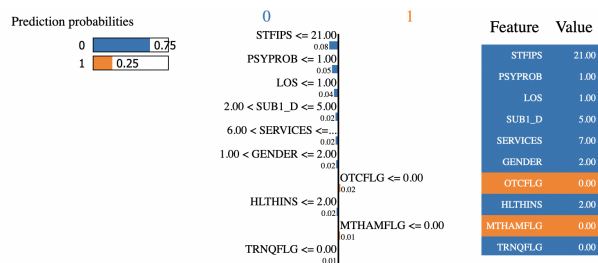 Prediction probabilities
0 0.75
1 0.25
0 1
STFIPS <= 21.00
0.08
PSYPROB <= 1.00
0.05
LOS <= 1.00
0.04
2.00 < SUB1_D <= 5.00
0.02
6.00 < SERVICES <=...
0.02
1.00 < GENDER <= 2.00
0.02
OTCFLG <= 0.00
0.02
HLTHINS <= 2.00
0.02
MTHAMFLG <= 0.00
0.01
TRNQFLG <= 0.00
0.01
Feature Value
STFIPS 21.00
PSYPROB 1.00
LOS 1.00
SUB1_D 5.00
SERVICES 7.00
GENDER 2.00
OTCFLG 0.00
HLTHINS 2.00
MTHAMFLG 0.00
TRNQFLG 0.00